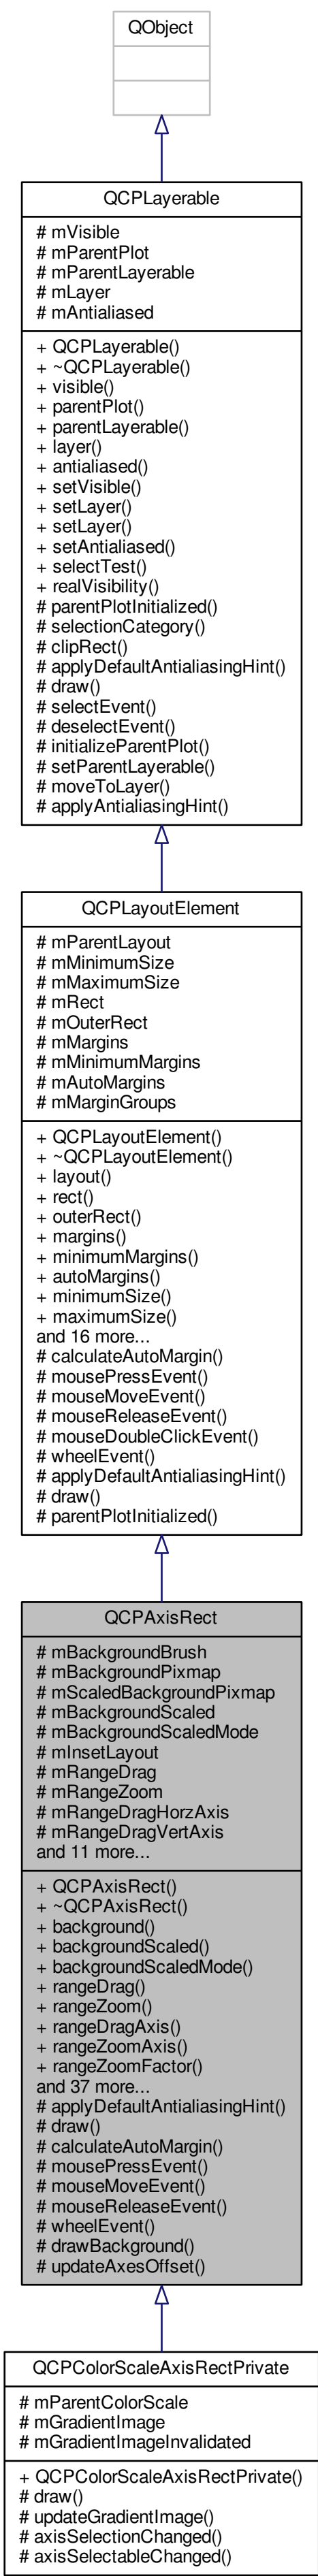 QObject
QCPLayerable
# mVisible
# mParentPlot
# mParentLayerable
# mLayer
# mAntialiased
+ QCPLayerable()
+ ~QCPLayerable()
+ visible()
+ parentPlot()
+ parentLayerable()
+ layer()
+ antialiased()
+ setVisible()
+ setLayer()
+ setLayer()
+ setAntialiased()
+ selectTest()
+ realVisibility()
# parentPlotInitialized()
# selectionCategory()
# clipRect()
# applyDefaultAntialiasingHint()
# draw()
# selectEvent()
# deselectEvent()
# initializeParentPlot()
# setParentLayerable()
# moveToLayer()
# applyAntialiasingHint()
QCPLayoutElement
# mParentLayout
# mMinimumSize
# mMaximumSize
# mRect
# mOuterRect
# mMargins
# mMinimumMargins
# mAutoMargins
# mMarginGroups
+ QCPLayoutElement()
+ ~QCPLayoutElement()
+ layout()
+ rect()
+ outerRect()
+ margins()
+ minimumMargins()
+ autoMargins()
+ minimumSize()
+ maximumSize()
and 16 more...
# calculateAutoMargin()
# mousePressEvent()
# mouseMoveEvent()
# mouseReleaseEvent()
# mouseDoubleClickEvent()
# wheelEvent()
# applyDefaultAntialiasingHint()
# draw()
# parentPlotInitialized()
QCPAxisRect
# mBackgroundBrush
# mBackgroundPixmap
# mScaledBackgroundPixmap
# mBackgroundScaled
# mBackgroundScaledMode
# mInsetLayout
# mRangeDrag
# mRangeZoom
# mRangeDragHorzAxis
# mRangeDragVertAxis
and 11 more...
+ QCPAxisRect()
+ ~QCPAxisRect()
+ background()
+ backgroundScaled()
+ backgroundScaledMode()
+ rangeDrag()
+ rangeZoom()
+ rangeDragAxis()
+ rangeZoomAxis()
+ rangeZoomFactor()
and 37 more...
# applyDefaultAntialiasingHint()
# draw()
# calculateAutoMargin()
# mousePressEvent()
# mouseMoveEvent()
# mouseReleaseEvent()
# wheelEvent()
# drawBackground()
# updateAxesOffset()
QCPColorScaleAxisRectPrivate
# mParentColorScale
# mGradientImage
# mGradientImageInvalidated
+ QCPColorScaleAxisRectPrivate()
# draw()
# updateGradientImage()
# axisSelectionChanged()
# axisSelectableChanged()